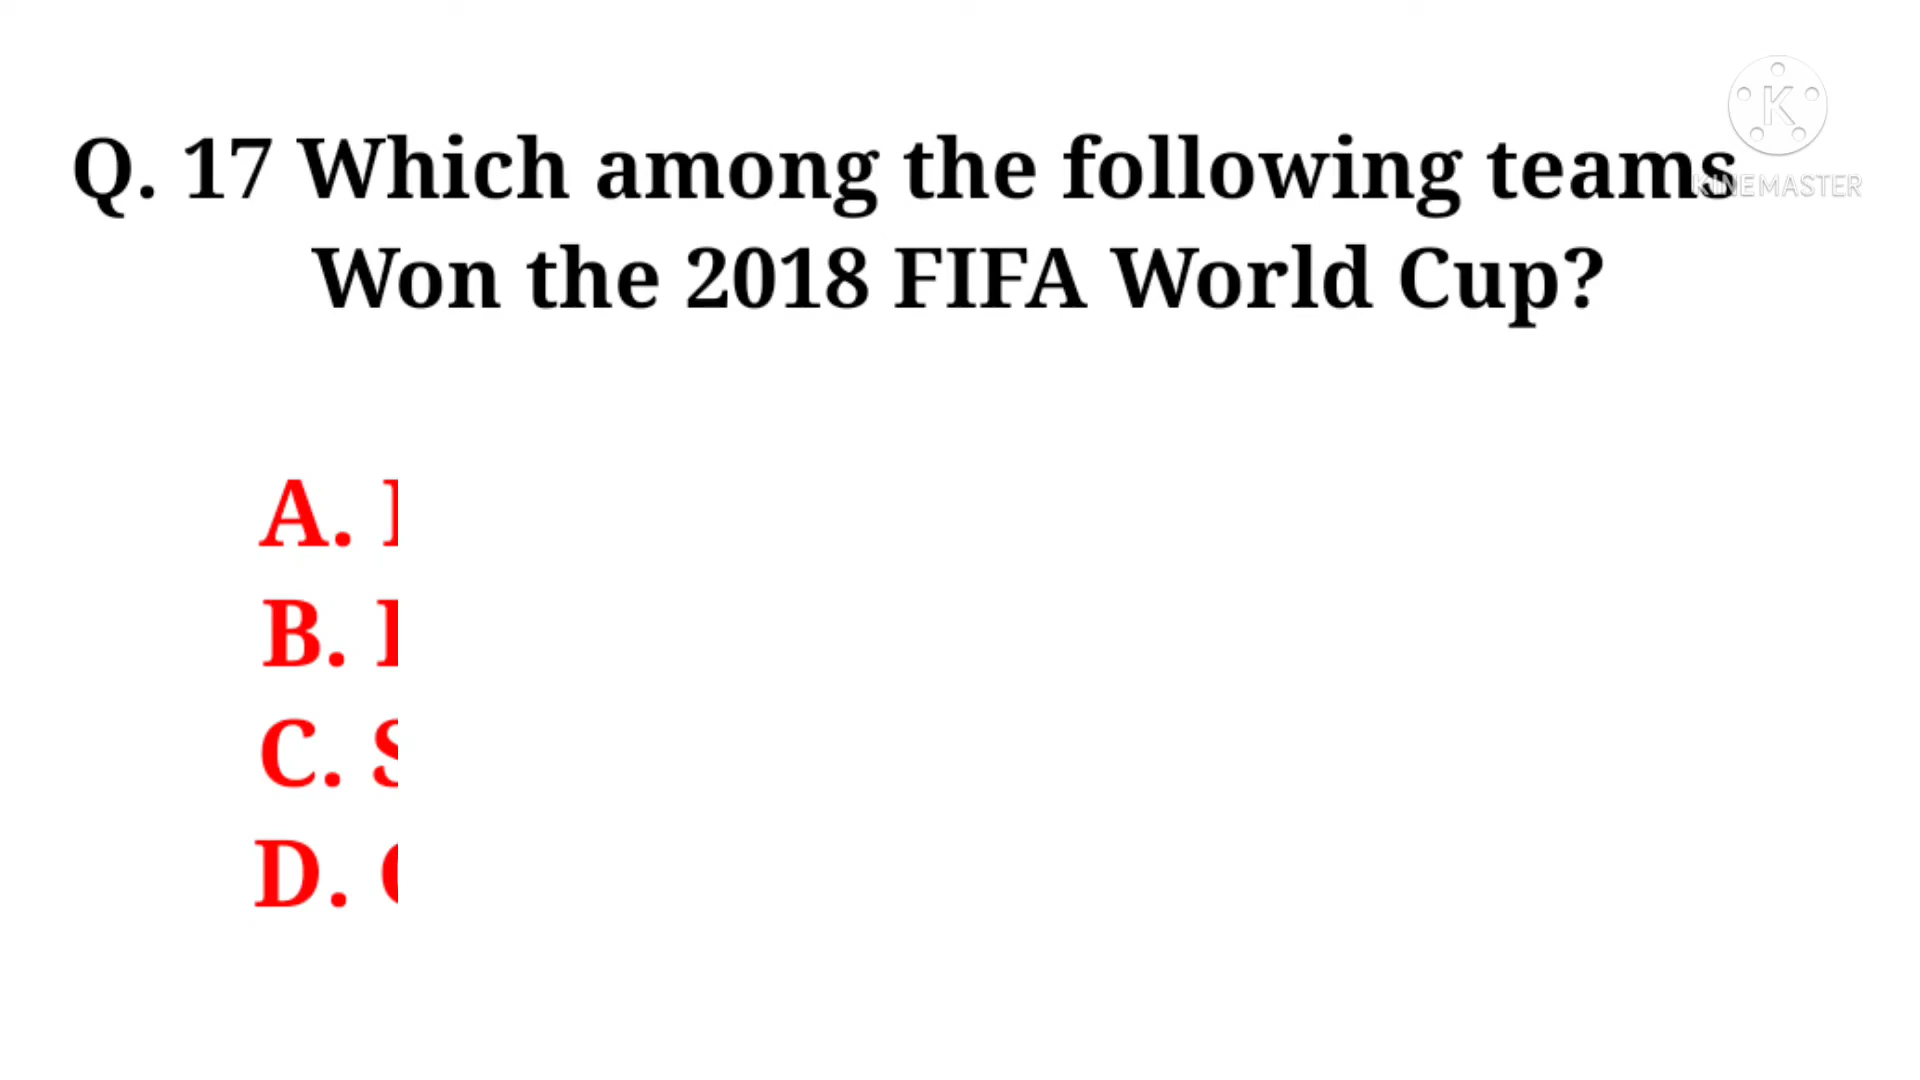 Q. 17 Which among the following teams
Won the 2018 FIFA World Cup?
KINEMASTER
A.
B.
C. S
D.